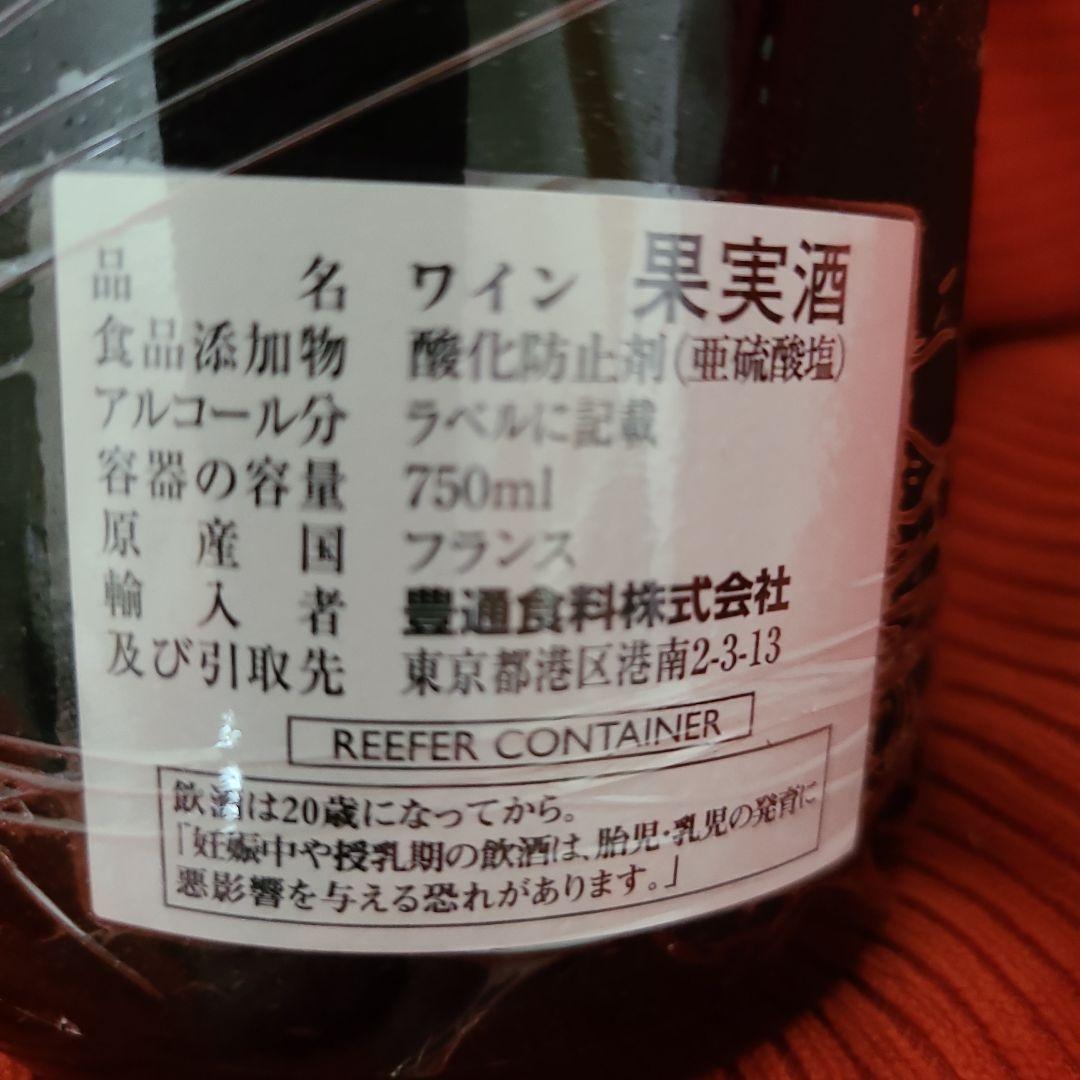 品名 ワイン 果実酒
食品添加物 酸化防止剤(亜硫酸塩)
アルコール分 ラベルに記載
容器の容量 750ml
原産国 フランス
輸入者 豊通食料株式会社
及び引取先 東京都港区港南2-3-13
REEFER CONTAINER
飲酒は20歳になってから。
「妊娠中や授乳期の飲酒は、胎児・乳児の発育に
悪影響を与える恐れがあります。」